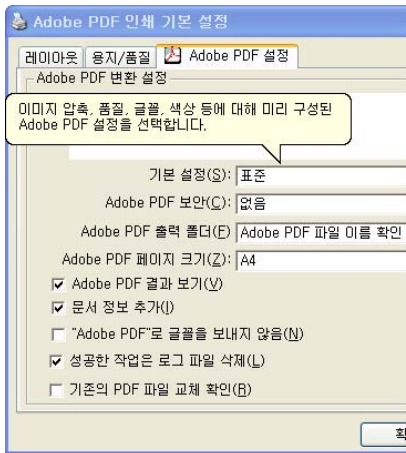 Adobe PDF 인쇄 기본 설정
레이아웃 용지/품질 Adobe PDF 설정
Adobe PDF 변환 설정
이미지 압축, 품질, 글꼴, 색상 등에 대해 미리 구성된
Adobe PDF 설정을 선택합니다.
기본 설정(S): 표준
Adobe PDF 보안(C): 없음
Adobe PDF 출력 폴더(F) Adobe PDF 파일 이름 확인
Adobe PDF 페이지 크기(Z): A4
Adobe PDF 결과 보기(V)
문서 정보 추가(I)
"Adobe PDF"로 글꼴을 보내지 않음(N)
성공한 작업은 로그 파일 삭제(L)
기존의 PDF 파일 교체 확인(R)